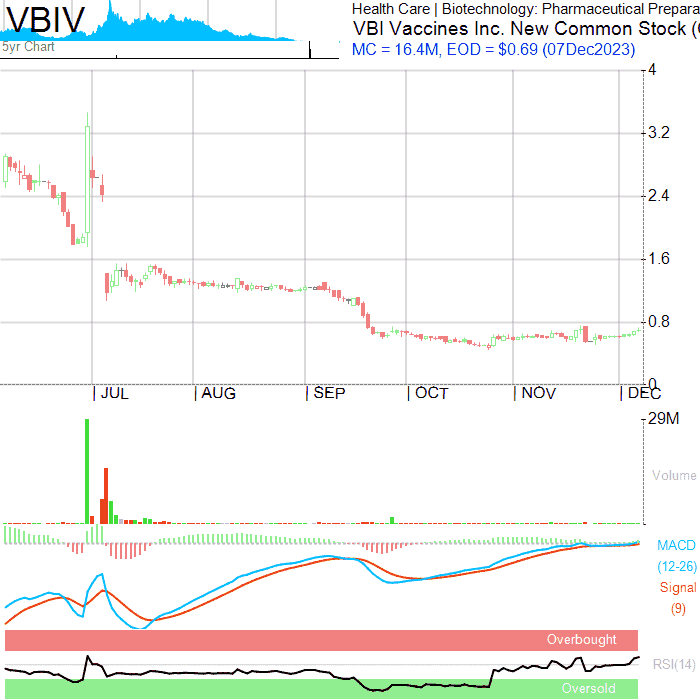 VBIV
5yr Chart
Health Care | Biotechnology: Pharmaceutical Prepara
VBI Vaccines Inc. New Common Stock (
MC = 16.4M, EOD = $0.69 (07Dec2023)
4
3.2
2.4
1.6
0.8
0
JUL AUG SEP OCT NOV DEC
29M
Volume
MACD
(12-26)
Signal
(9)
Overbought
RSI(14)
Oversold